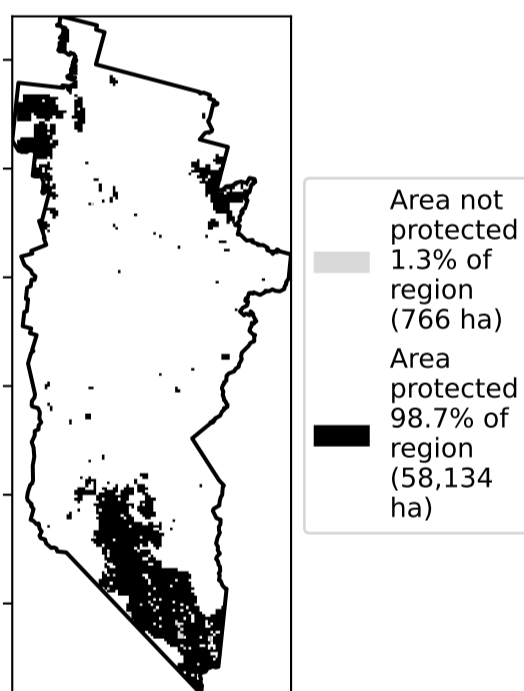 Area not
protected
1.3% of
region
(766 ha)
Area
protected
98.7% of
region
(58,134
ha)